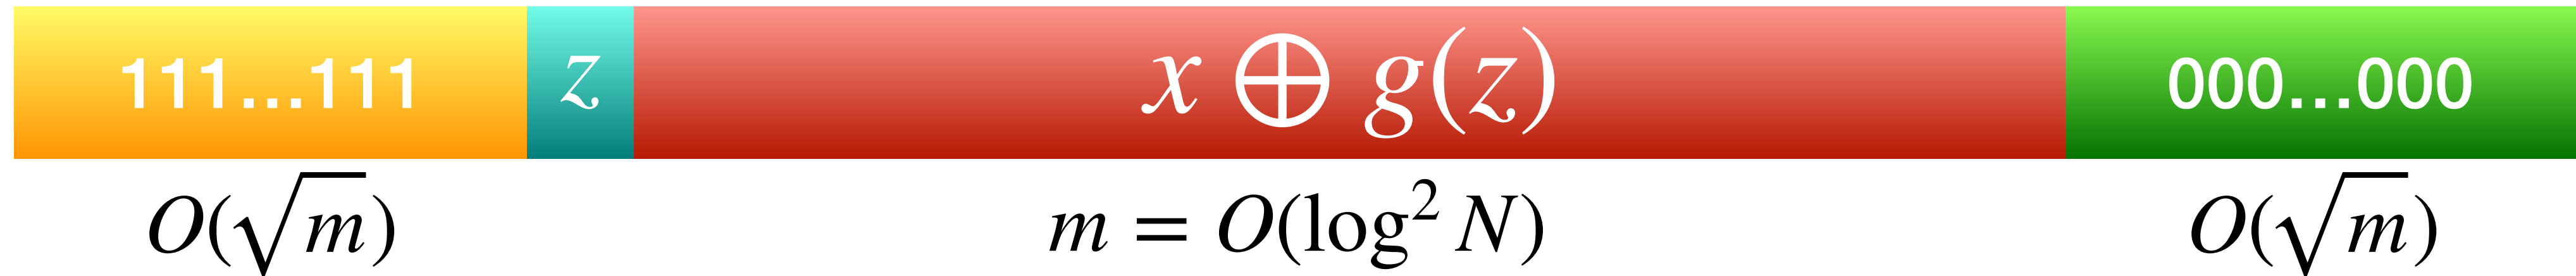 111...111 z x ⊕ g(z) 000...000
O(√m) m = O(log² N) O(√m)